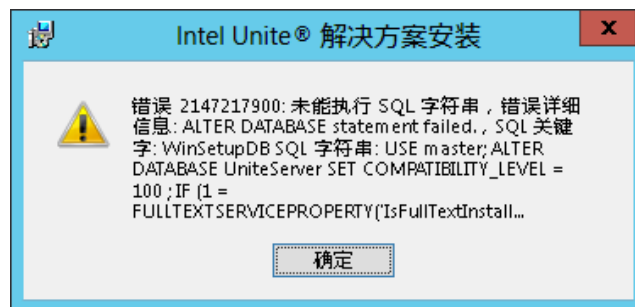 Intel Unite® 解决方案安装
错误 2147217900: 未能执行 SQL 字符串，错误详细
信息: ALTER DATABASE statement failed. , SQL 关键
字: WinSetupDB SQL 字符串: USE master; ALTER
DATABASE UniteServer SET COMPATIBILITY_LEVEL =
100 ; IF (1 =
FULLTEXTSERVICEPROPERTY('IsFullTextInstall...
确定